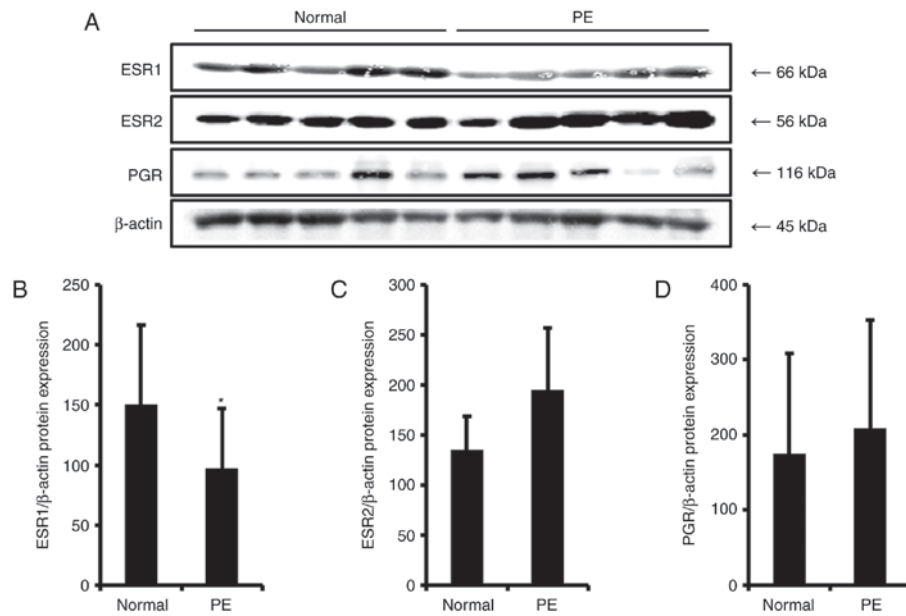 A
Normal
PE
ESR1
← 66 kDa
ESR2
← 56 kDa
PGR
← 116 kDa
β-actin
← 45 kDa
B
ESR1/β-actin protein expression
250
200
150
100
50
0
*
Normal
PE
C
ESR2/β-actin protein expression
300
250
200
150
100
50
0
Normal
PE
D
PGR/β-actin protein expression
400
300
200
100
0
Normal
PE